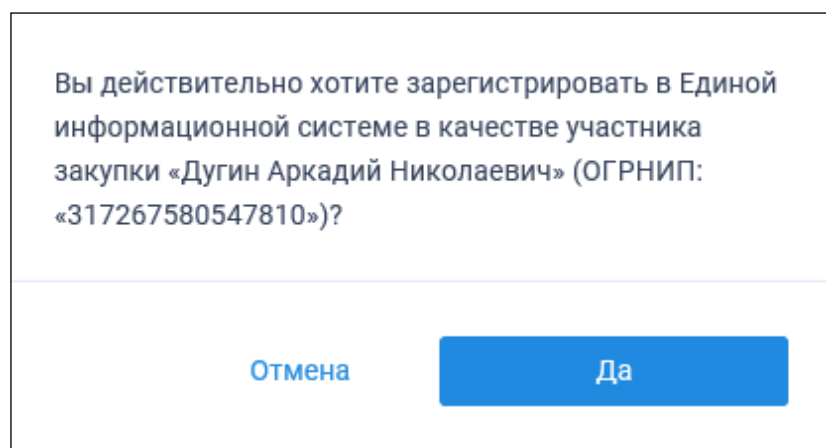 Вы действительно хотите зарегистрировать в Единой
информационной системе в качестве участника
закупки «Дугин Аркадий Николаевич» (ОГРНИП:
«317267580547810»)?
Отмена
Да